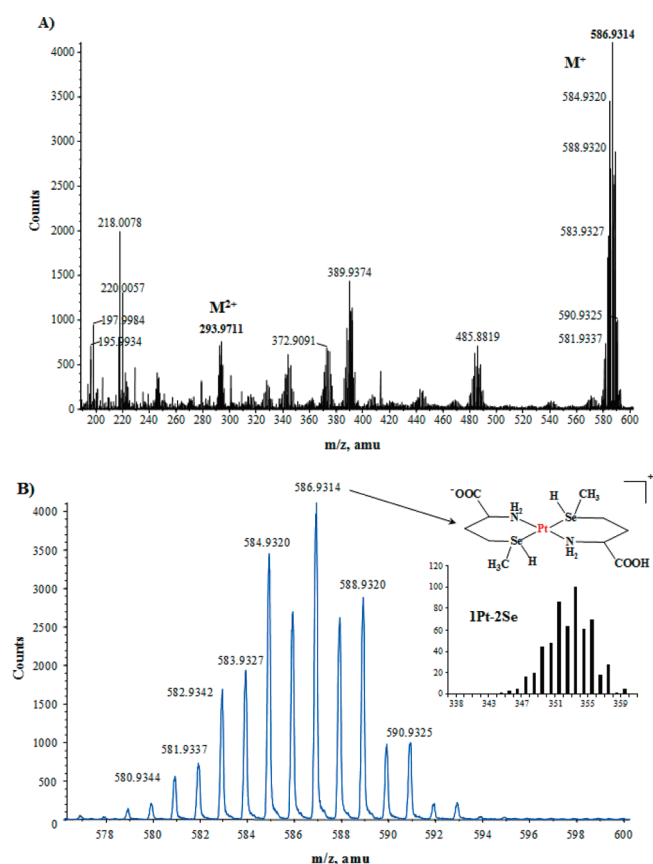 A)
586.9314
M+
584.9320
588.9320
583.9327
590.9325
581.9337
218.0078
220.0057
197.9984
195.9934
M2+
293.9711
372.9091
389.9374
485.8819
Counts
4000
3500
3000
2500
2000
1500
1000
500
0
200 220 240 260 280 300 320 340 360 380 400 420 440 460 480 500 520 540 560 580 600
m/z, amu
B)
586.9314
584.9320
588.9320
583.9327
582.9342
581.9337
580.9344
590.9325
-OOC
H2
N
H
CH3
Se
+
Pt
Se
N
H2
H3C
H
COOH
1Pt-2Se
120
100
80
60
40
20
0
338 343 347 351 355 359
Counts
4000
3500
3000
2500
2000
1500
1000
500
0
578 580 582 584 586 588 590 592 594 596 598 600
m/z, amu